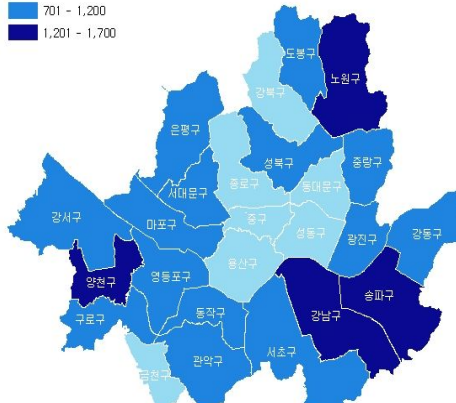 701 - 1,200
1,201 - 1,700
도봉구
노원구
강북구
은평구
성북구
중랑구
서대문구
종로구
동대문구
강서구
마포구
중구
성동구
광진구
강동구
양천구
영등포구
용산구
송파구
구로구
동작구
강남구
금천구
관악구
서초구